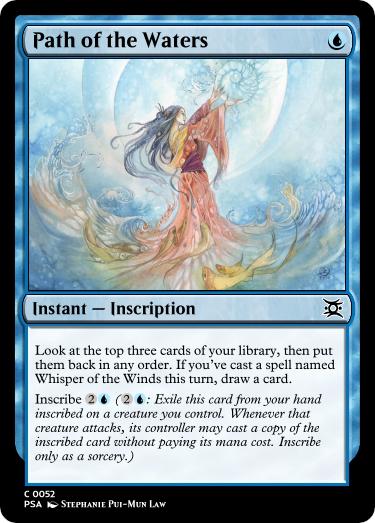 Path of the Waters
Instant — Inscription
Look at the top three cards of your library, then put
them back in any order. If you've cast a spell named
Whisper of the Winds this turn, draw a card.
Inscribe 2 (2 : Exile this card from your hand
inscribed on a creature you control. Whenever that
creature attacks, its controller may cast a copy of
the inscribed card without paying its mana cost. Inscribe
only as a sorcery.)
C 0052
PSA Stephanie Pui-Mun Law